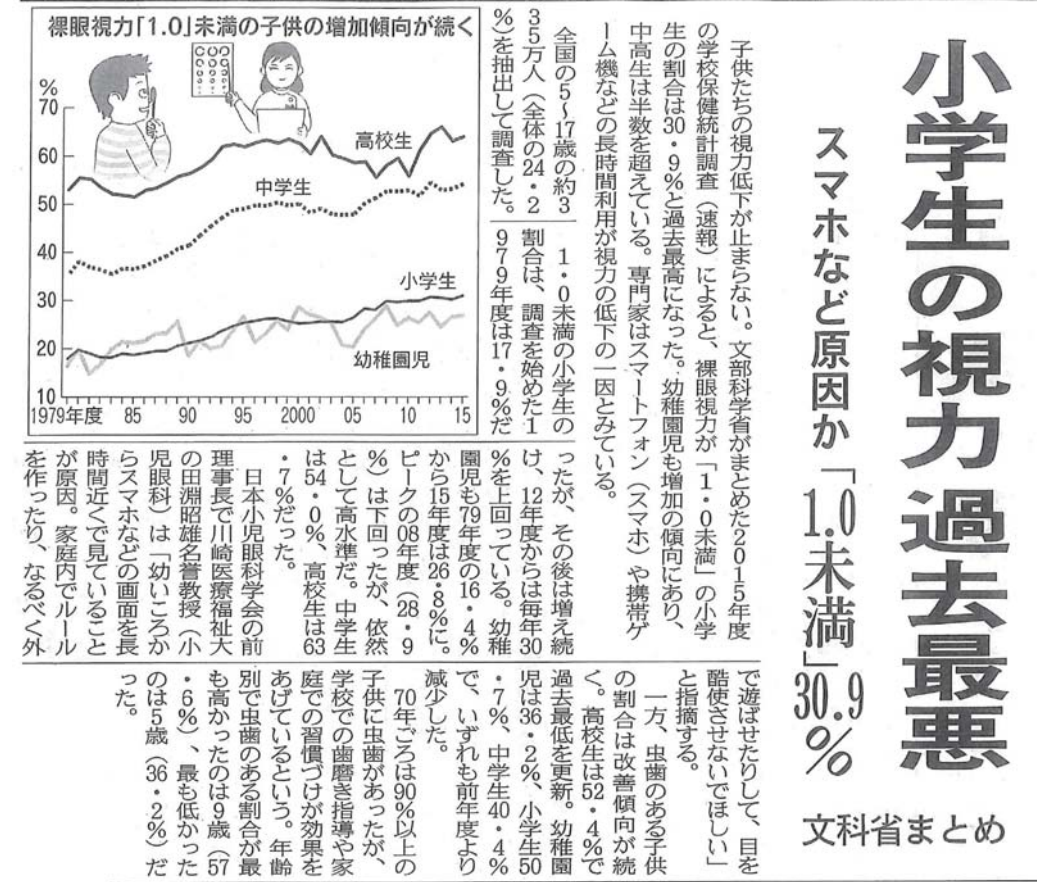 小学生の視力 過去最悪
スマホなど原因か「1.0未満」30.9%
文科省まとめ
子供たちの視力低下が止まらない。文部科学省がまとめた2015年度
の学校保健統計調査(速報)によると、裸眼視力が「1・0未満」の小学
生の割合は30・9%と過去最高になった。幼稚園児も増加の傾向にあり、
中高生は半数を超えている。専門家はスマートフォン(スマホ)や携帯ゲ
ーム機などの長時間利用が視力の低下の一因とみている。
全国の5〜17歳の約3
35万人(全体の24・2
%)を抽出して調査した。
1・0未満の小学生の
割合は、調査を始めた1
979年度は17・9%だ
ったが、その後は増え続
け、12年度からは毎年30
%を上回っている。幼稚
園児も79年度の16・4%
から15年度は26・8%に。
ピークの08年度(28・9
%)は下回ったが、依然
として高水準だ。中学生
は54・0%、高校生は63
・7%だった。
日本小児眼科学会の前
理事長で川崎医療福祉大
の田淵昭雄名誉教授(小
児眼科)は「幼いころか
らスマホなどの画面を長
時間近くで見ていること
が原因。家庭内でルール
を作ったり、なるべく外
で遊ばせたりして、目を
酷使させないでほしい」
と指摘する。
一方、虫歯のある子供
の割合は改善傾向が続
く。高校生は52・4%で
過去最低を更新。幼稚園
児は36・2%、小学生50
・7%、中学生40・4%
で、いずれも前年度より
減少した。
70年ごろは90%以上の
子供に虫歯があったが、
学校での歯磨き指導や家
庭での習慣づけが効果を
あげているという。年齢
別で虫歯のある割合が最
も高かったのは9歳(57
・6%)、最も低かった
のは5歳(36・2%)だ
った。
裸眼視力「1.0」未満の子供の増加傾向が続く
%
70
60
50
40
30
20
10
高校生
中学生
小学生
幼稚園児
1979年度 85 90 95 2000 05 10 15